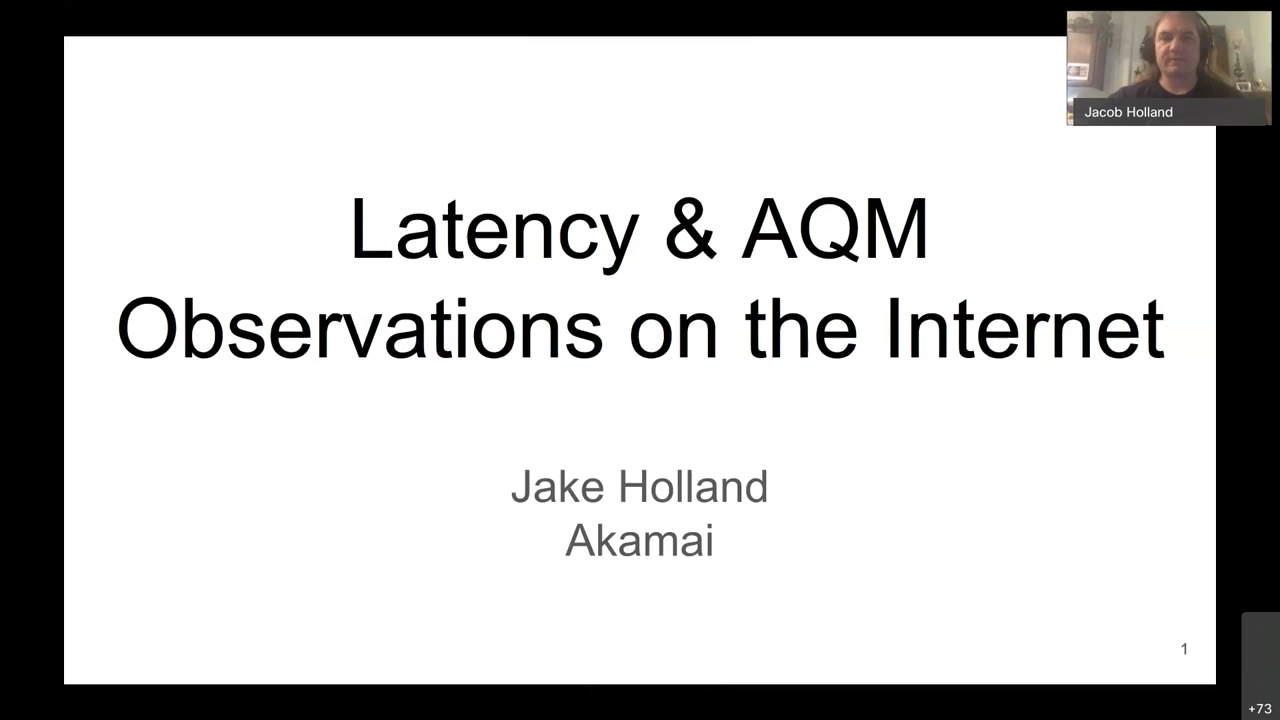 Jacob Holland
Latency & AQM
Observations on the Internet
Jake Holland
Akamai
1
+73